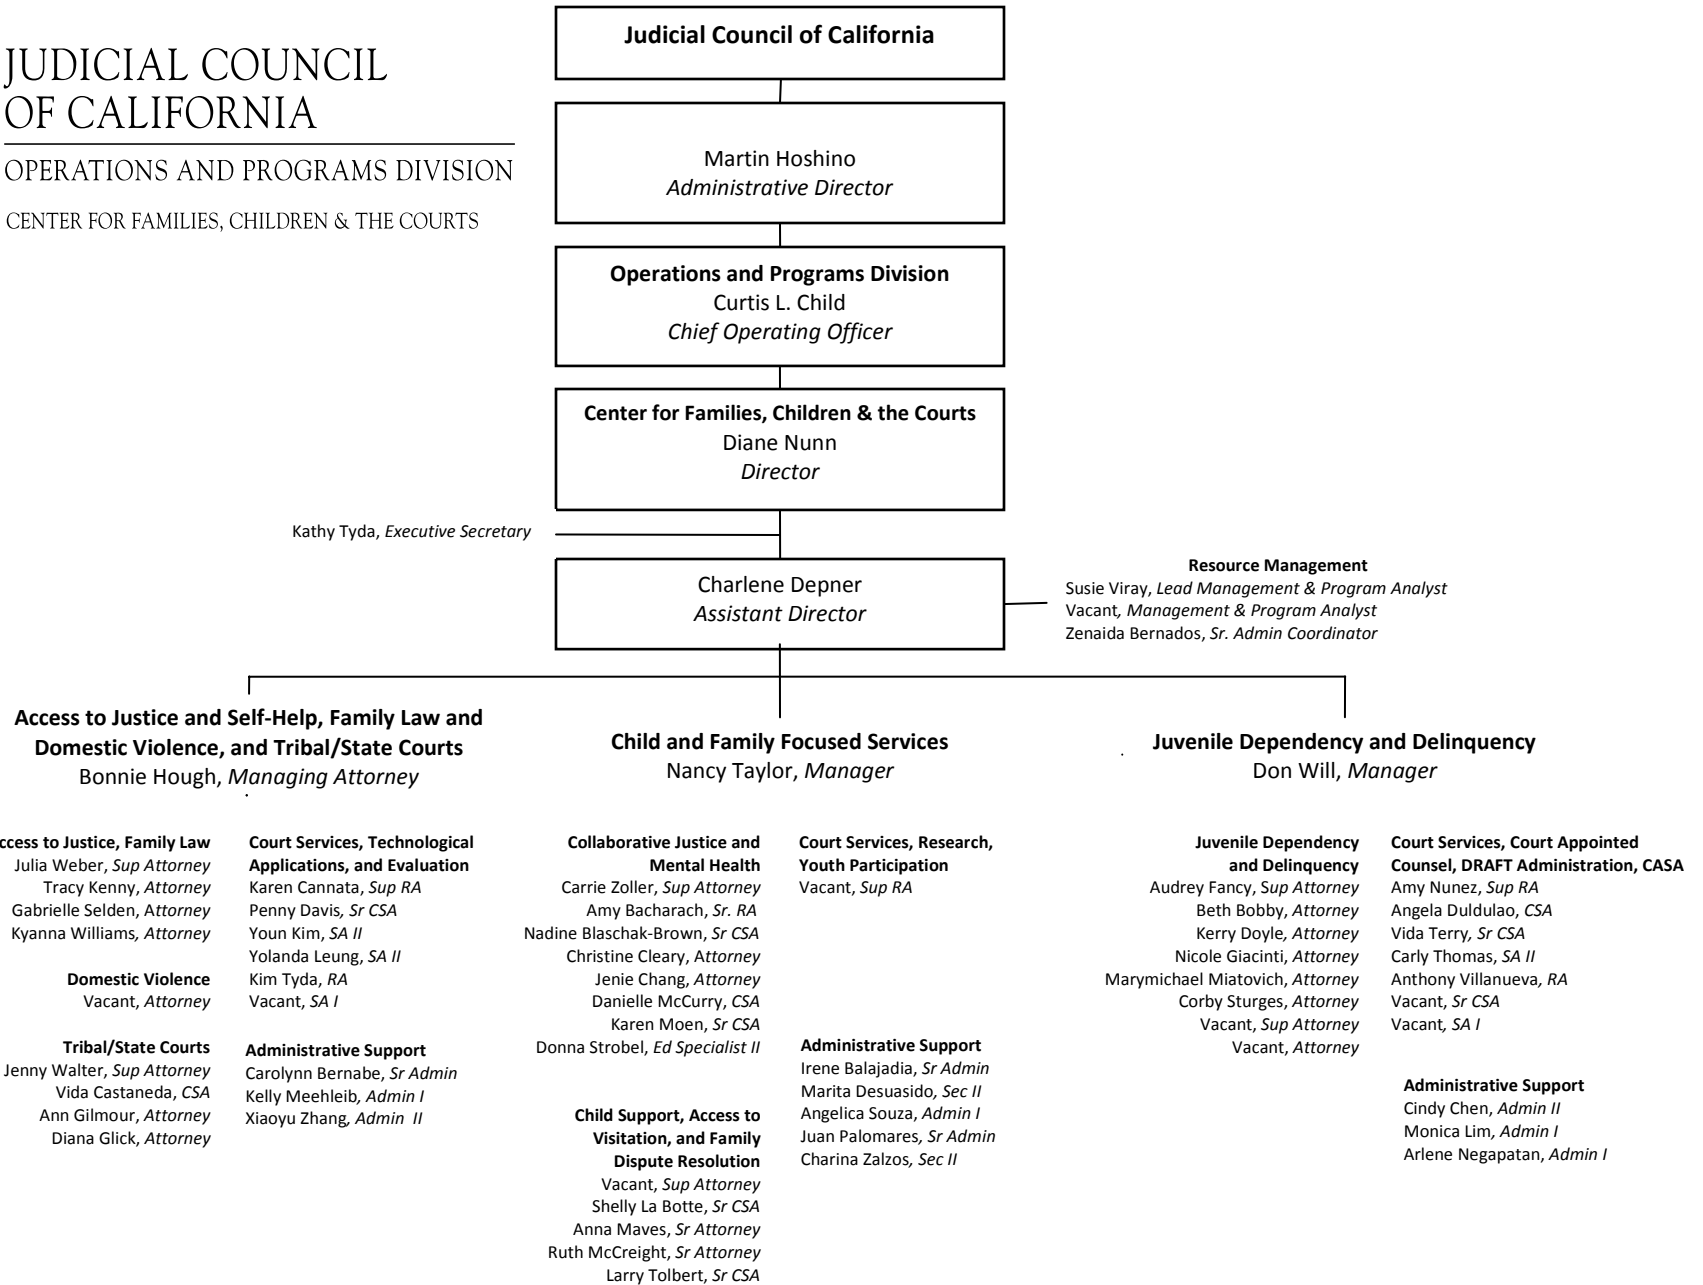 JUDICIAL COUNCIL
OF CALIFORNIA
OPERATIONS AND PROGRAMS DIVISION
CENTER FOR FAMILIES, CHILDREN & THE COURTS
Judicial Council of California
Martin Hoshino
Administrative Director
Operations and Programs Division
Curtis L. Child
Chief Operating Officer
Center for Families, Children & the Courts
Diane Nunn
Director
Kathy Tyda, Executive Secretary
Charlene Depner
Assistant Director
Resource Management
Susie Viray, Lead Management & Program Analyst
Vacant, Management & Program Analyst
Zenaida Bernados, Sr. Admin Coordinator
Access to Justice and Self-Help, Family Law and
Domestic Violence, and Tribal/State Courts
Bonnie Hough, Managing Attorney
ccess to Justice, Family Law
Julia Weber, Sup Attorney
Tracy Kenny, Attorney
Gabrielle Selden, Attorney
Kyanna Williams, Attorney
Domestic Violence
Vacant, Attorney
Tribal/State Courts
Jenny Walter, Sup Attorney
Vida Castaneda, CSA
Ann Gilmour, Attorney
Diana Glick, Attorney
Court Services, Technological
Applications, and Evaluation
Karen Cannata, Sup RA
Penny Davis, Sr CSA
Youn Kim, SA II
Yolanda Leung, SA II
Kim Tyda, RA
Vacant, SA I
Administrative Support
Carolynn Bernabe, Sr Admin
Kelly Meehleib, Admin I
Xiaoyu Zhang, Admin II
Child and Family Focused Services
Nancy Taylor, Manager
Collaborative Justice and
Mental Health
Carrie Zoller, Sup Attorney
Amy Bacharach, Sr. RA
Nadine Blaschak-Brown, Sr CSA
Christine Cleary, Attorney
Jenie Chang, Attorney
Danielle McCurry, CSA
Karen Moen, Sr CSA
Donna Strobel, Ed Specialist II
Child Support, Access to
Visitation, and Family
Dispute Resolution
Vacant, Sup Attorney
Shelly La Botte, Sr CSA
Anna Maves, Sr Attorney
Ruth McCreight, Sr Attorney
Larry Tolbert, Sr CSA
Court Services, Research,
Youth Participation
Vacant, Sup RA
Administrative Support
Irene Balajadia, Sr Admin
Marita Desuasido, Sec II
Angelica Souza, Admin I
Juan Palomares, Sr Admin
Charina Zalzos, Sec II
Juvenile Dependency and Delinquency
Don Will, Manager
Juvenile Dependency
and Delinquency
Audrey Fancy, Sup Attorney
Beth Bobby, Attorney
Kerry Doyle, Attorney
Nicole Giacinti, Attorney
Marymichael Miatovich, Attorney
Corby Sturges, Attorney
Vacant, Sup Attorney
Vacant, Attorney
Court Services, Court Appointed
Counsel, DRAFT Administration, CASA
Amy Nunez, Sup RA
Angela Duldulao, CSA
Vida Terry, Sr CSA
Carly Thomas, SA II
Anthony Villanueva, RA
Vacant, Sr CSA
Vacant, SA I
Administrative Support
Cindy Chen, Admin II
Monica Lim, Admin I
Arlene Negapatan, Admin I